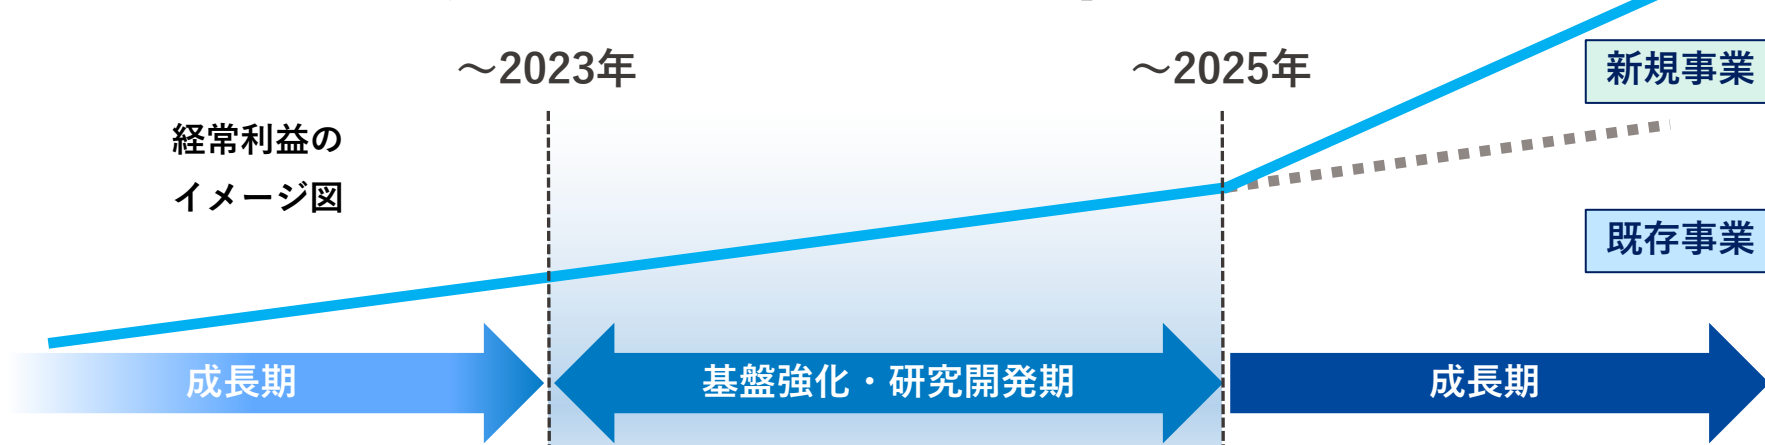 ～2023年
～2025年
新規事業
経常利益の
イメージ図
既存事業
成長期
基盤強化・研究開発期
成長期